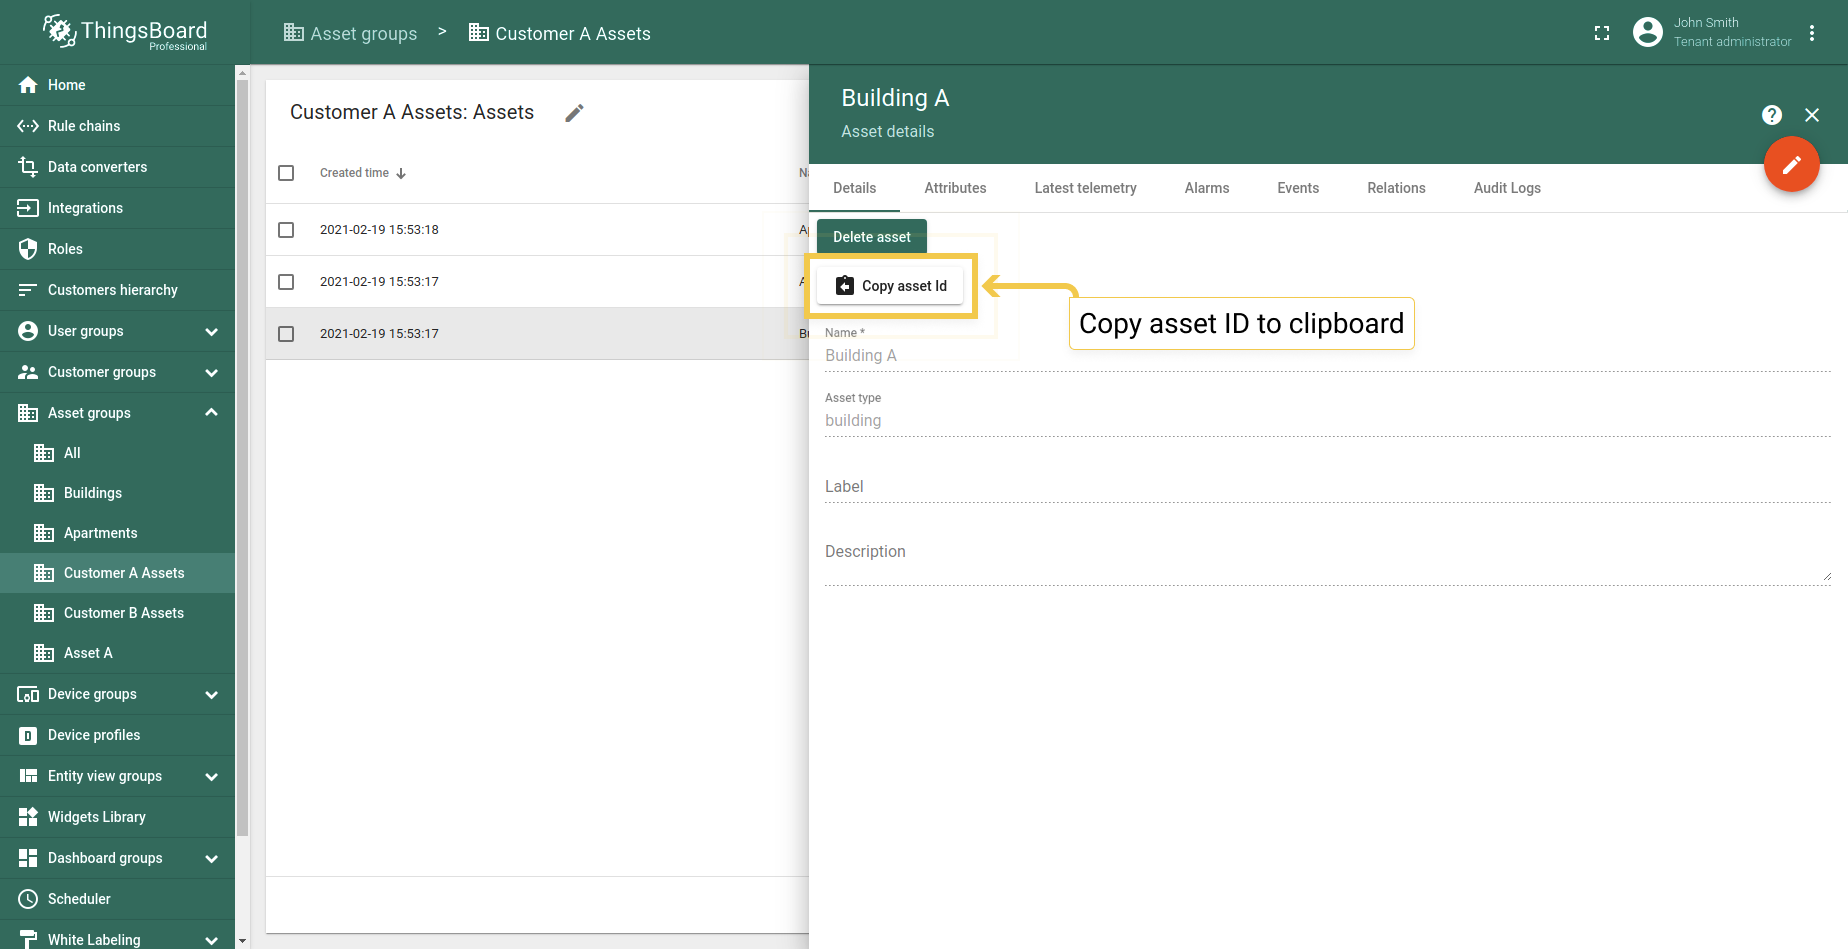 ThingsBoard
Professional
Asset groups > Customer A Assets
John Smith
Tenant administrator
Home
Rule chains
Data converters
Integrations
Roles
Customers hierarchy
User groups
Customer groups
Asset groups
All
Buildings
Apartments
Customer A Assets
Customer B Assets
Asset A
Device groups
Device profiles
Entity view groups
Widgets Library
Dashboard groups
Scheduler
White Labeling
Customer A Assets: Assets
Created time
2021-02-19 15:53:18
2021-02-19 15:53:17
2021-02-19 15:53:17
Building A
Asset details
Details Attributes Latest telemetry Alarms Events Relations Audit Logs
Delete asset
Copy asset Id
Copy asset ID to clipboard
Name *
Building A
Asset type
building
Label
Description